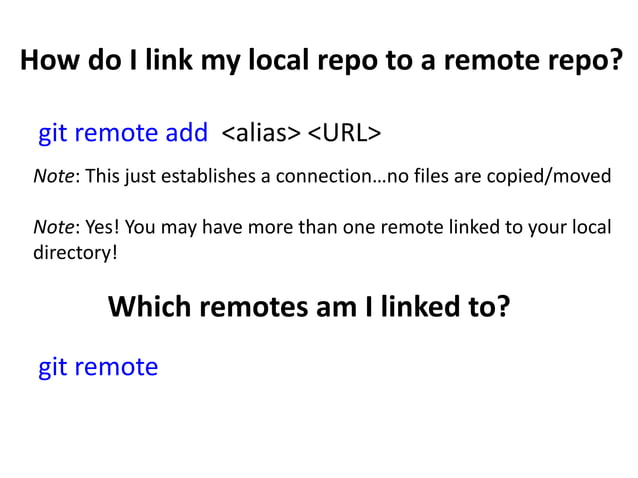 How do I link my local repo to a remote repo?
git remote add <alias> <URL>
Note: This just establishes a connection…no files are copied/moved
Note: Yes! You may have more than one remote linked to your local
directory!
Which remotes am I linked to?
git remote